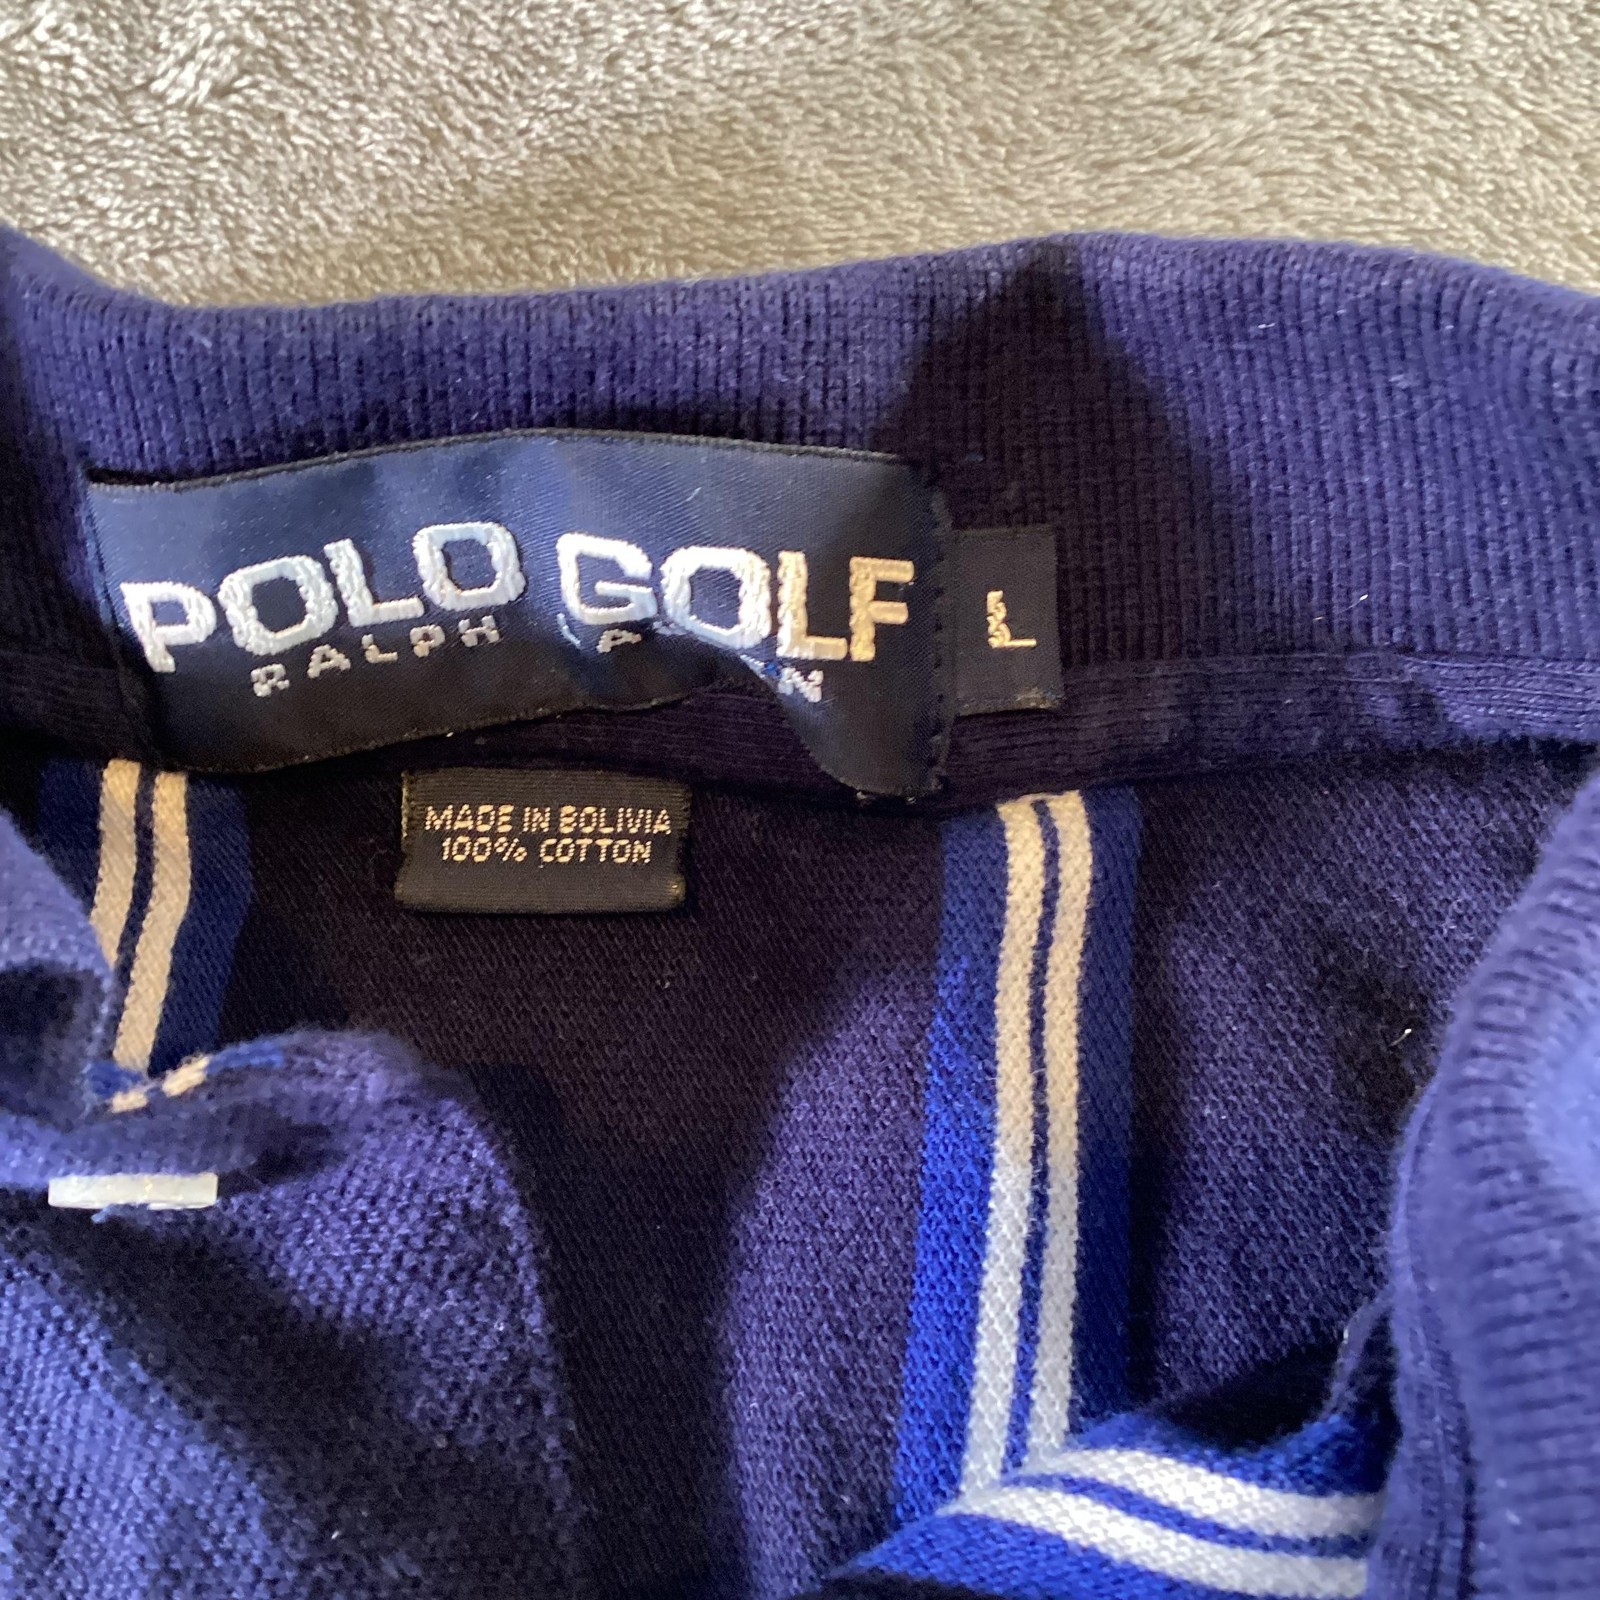 POLO GOLF
RALPH
L
MADE IN BOLIVIA
100% COTTON